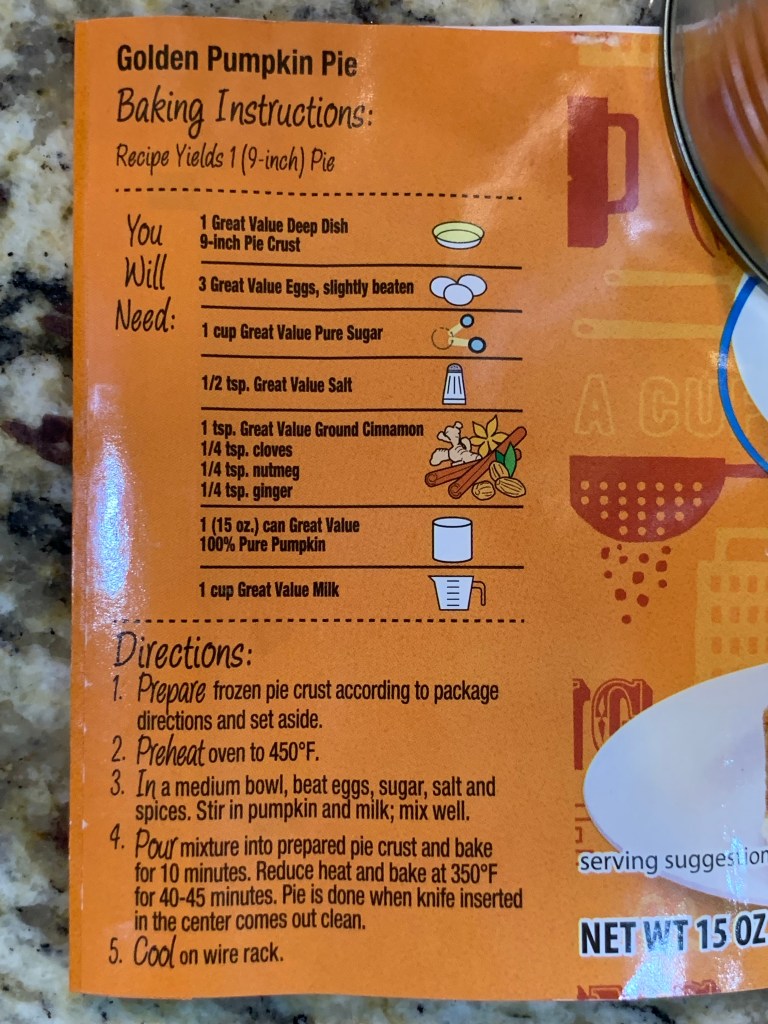 Golden Pumpkin Pie
Baking Instructions:
Recipe Yields 1 (9-inch) Pie
You
Will
Need:
1 Great Value Deep Dish
9-inch Pie Crust
3 Great Value Eggs, slightly beaten
1 cup Great Value Pure Sugar
1/2 tsp. Great Value Salt
1 tsp. Great Value Ground Cinnamon
1/4 tsp. cloves
1/4 tsp. nutmeg
1/4 tsp. ginger
1 (15 oz.) can Great Value
100% Pure Pumpkin
1 cup Great Value Milk
Directions:
1. Prepare frozen pie crust according to package
directions and set aside.
2. Preheat oven to 450°F.
3. In a medium bowl, beat eggs, sugar, salt and
spices. Stir in pumpkin and milk; mix well.
4. Pour mixture into prepared pie crust and bake
for 10 minutes. Reduce heat and bake at 350°F
for 40-45 minutes. Pie is done when knife inserted
in the center comes out clean.
5. Cool on wire rack.
A CUP
serving suggestion
NET WT 15 OZ